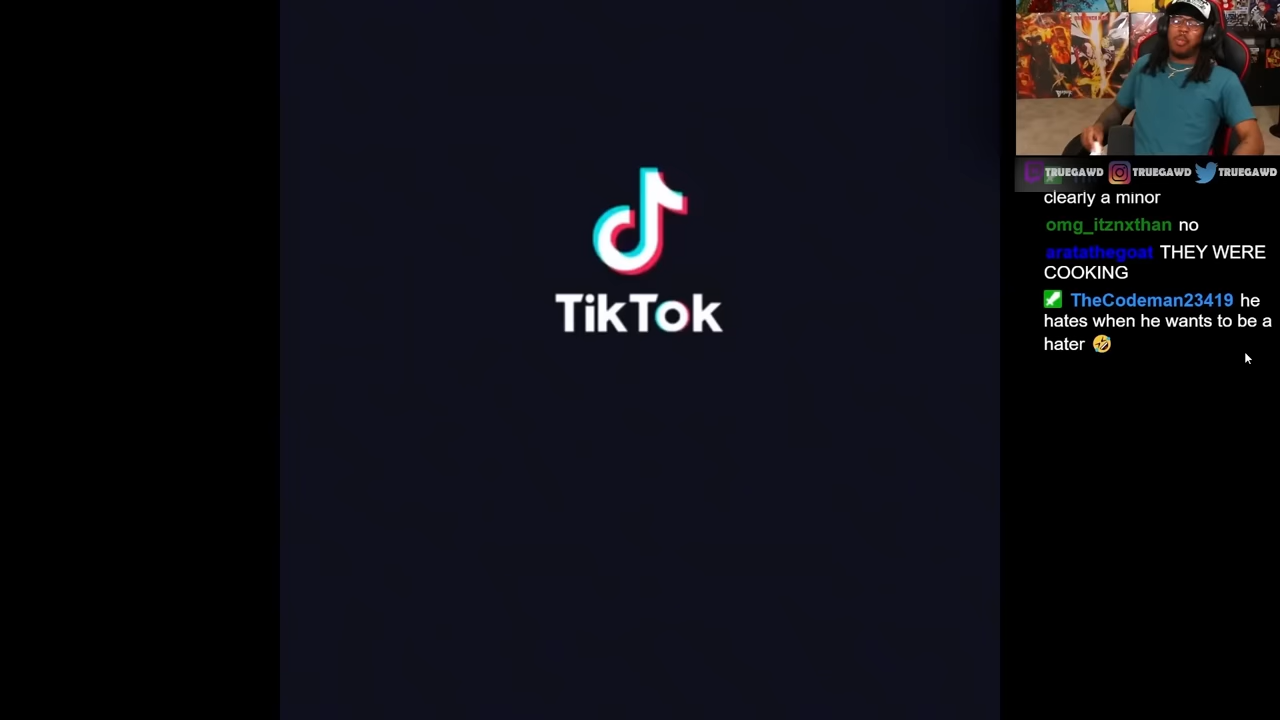 TikTok
TRUEGAWD TRUEGAWD TRUEGAWD
clearly a minor
omg_itznxthan no
aratathegoat THEY WERE
COOKING
TheCodeman23419 he
hates when he wants to be a
hater 🤣